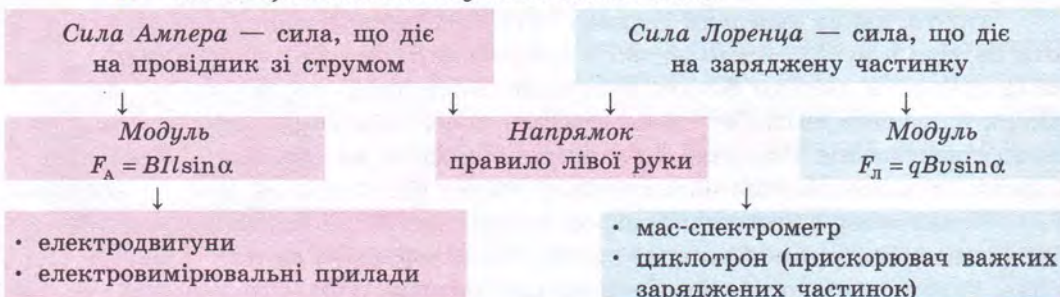 Сила Ампера — сила, що діє
на провідник зі струмом
Сила Лоренца — сила, що діє
на заряджену частинку
Модуль
F_А = BIl sin α
Напрямок
правило лівої руки
Модуль
F_Л = qBv sin α
• електродвигуни
• електровимірювальні прилади
• мас-спектрометр
• циклотрон (прискорювач важких
заряджених частинок)